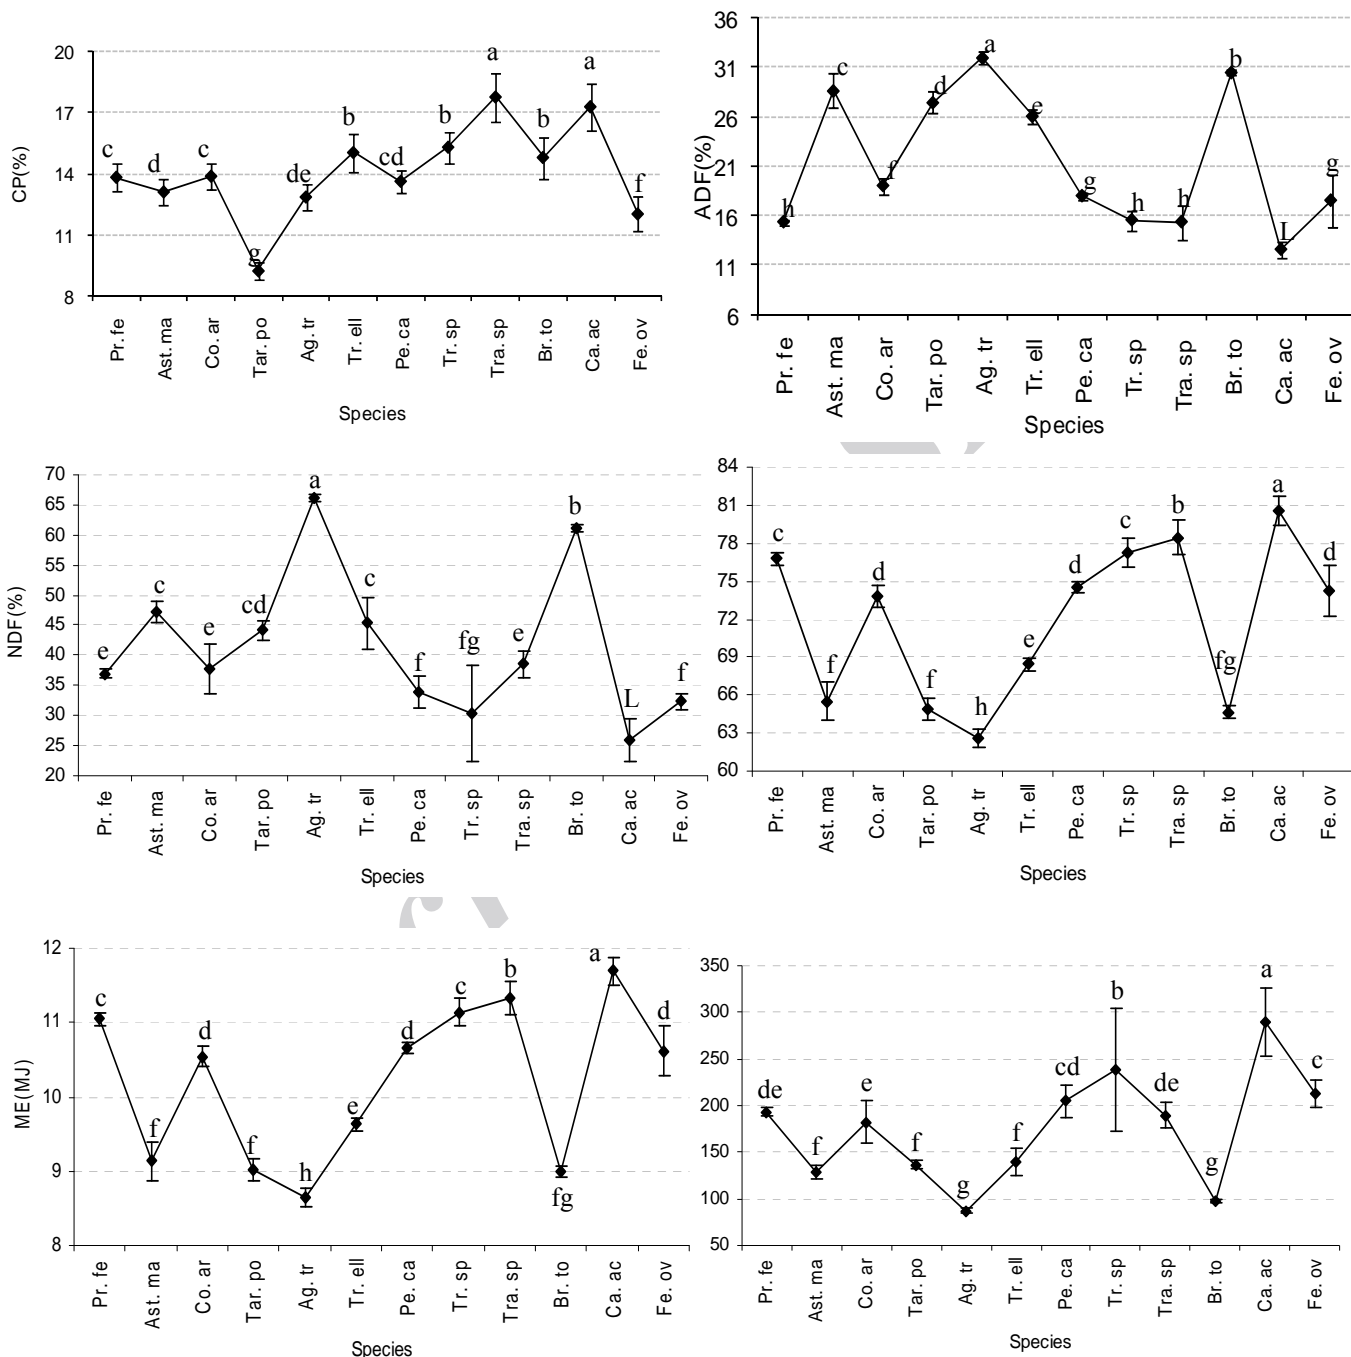 20
17
14
11
8
CP(%)
c
d
c
g
de
b
cd
b
a
b
a
f
Pr. fe
Ast. ma
Co. ar
Tar. po
Ag. tr
Tr. ell
Pe. ca
Tr. sp
Tra. sp
Br. to
Ca. ac
Fe. ov
Species
36
31
26
21
16
11
6
ADF(%)
h
c
f
d
a
e
g
h
h
b
L
g
Pr. fe
Ast. ma
Co. ar
Tar. po
Ag. tr
Tr. ell
Pe. ca
Tr. sp
Tra. sp
Br. to
Ca. ac
Fe. ov
Species
70
65
60
55
50
45
40
35
30
25
20
NDF(%)
e
c
e
cd
a
c
f
fg
e
b
L
f
Pr. fe
Ast. ma
Co. ar
Tar. po
Ag. tr
Tr. ell
Pe. ca
Tr. sp
Tra. sp
Br. to
Ca. ac
Fe. ov
Species
84
81
78
75
72
69
66
63
60
c
f
d
f
h
e
d
c
b
fg
a
d
Pr. fe
Ast. ma
Co. ar
Tar. po
Ag. tr
Tr. ell
Pe. ca
Tr. sp
Tra. sp
Br. to
Ca. ac
Fe. ov
Species
12
11
10
9
8
ME(MJ)
c
f
d
f
h
e
d
c
b
fg
a
d
Pr. fe
Ast. ma
Co. ar
Tar. po
Ag. tr
Tr. ell
Pe. ca
Tr. sp
Tra. sp
Br. to
Ca. ac
Fe. ov
Species
350
300
250
200
150
100
50
de
f
e
f
g
f
cd
b
de
g
a
c
Pr. fe
Ast. ma
Co. ar
Tar. po
Ag. tr
Tr. ell
Pe. ca
Tr. sp
Tra. sp
Br. to
Ca. ac
Fe. ov
Species